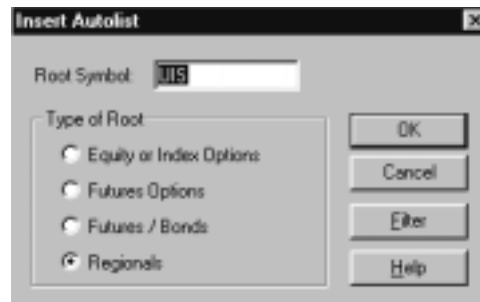 Insert Autolist
Root Symbol: UIS
Type of Root
Equity or Index Options
Futures Options
Futures / Bonds
Regionals
OK
Cancel
Filter
Help